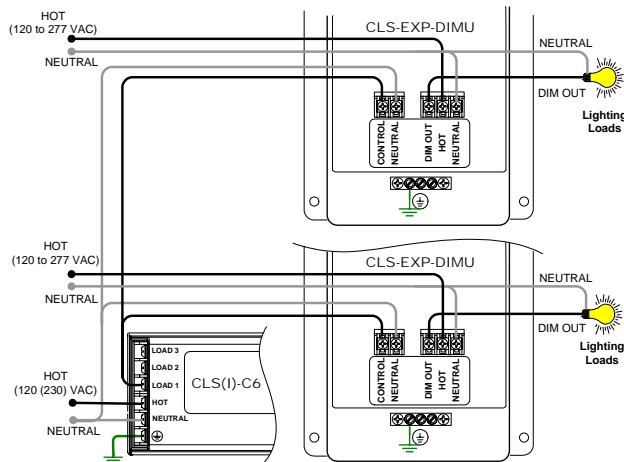 HOT
(120 to 277 VAC)
NEUTRAL
CLS-EXP-DIMU
NEUTRAL
DIM OUT
Lighting
Loads
CONTROL
NEUTRAL
DIM OUT
HOT
NEUTRAL
HOT
(120 to 277 VAC)
NEUTRAL
CLS-EXP-DIMU
NEUTRAL
DIM OUT
Lighting
Loads
CONTROL
NEUTRAL
DIM OUT
HOT
NEUTRAL
HOT
(120 (230) VAC)
NEUTRAL
LOAD 3
LOAD 2
LOAD 1
HOT
NEUTRAL
CLS(I)-C6